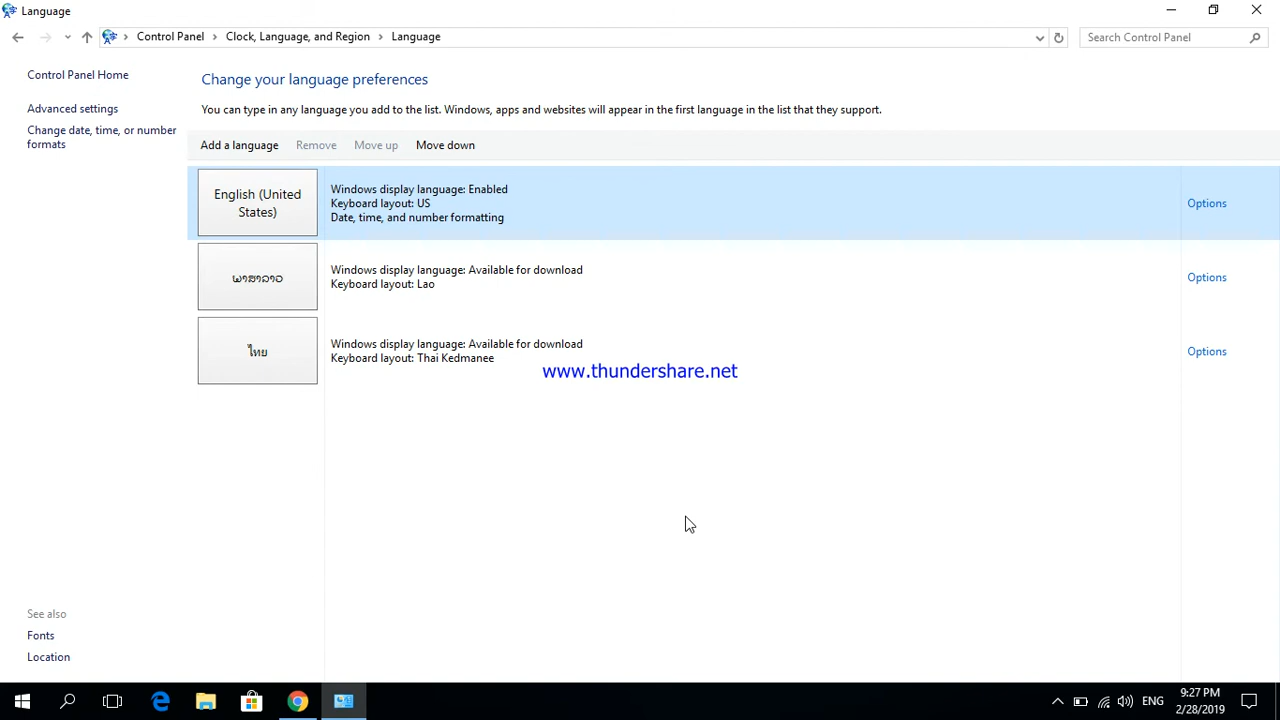 Language
Control Panel
Clock, Language, and Region
Language
Search Control Panel
Control Panel Home
Advanced settings
Change date, time, or number
formats
Change your language preferences
You can type in any language you add to the list. Windows, apps and websites will appear in the first language in the list that they support.
Add a language
Remove
Move up
Move down
English (United
States)
Windows display language: Enabled
Keyboard layout: US
Date, time, and number formatting
Options
ພາສາລາວ
Windows display language: Available for download
Keyboard layout: Lao
Options
ไทย
Windows display language: Available for download
Keyboard layout: Thai Kedmanee
Options
www.thundershare.net
See also
Fonts
Location
ENG
9:27 PM
2/28/2019